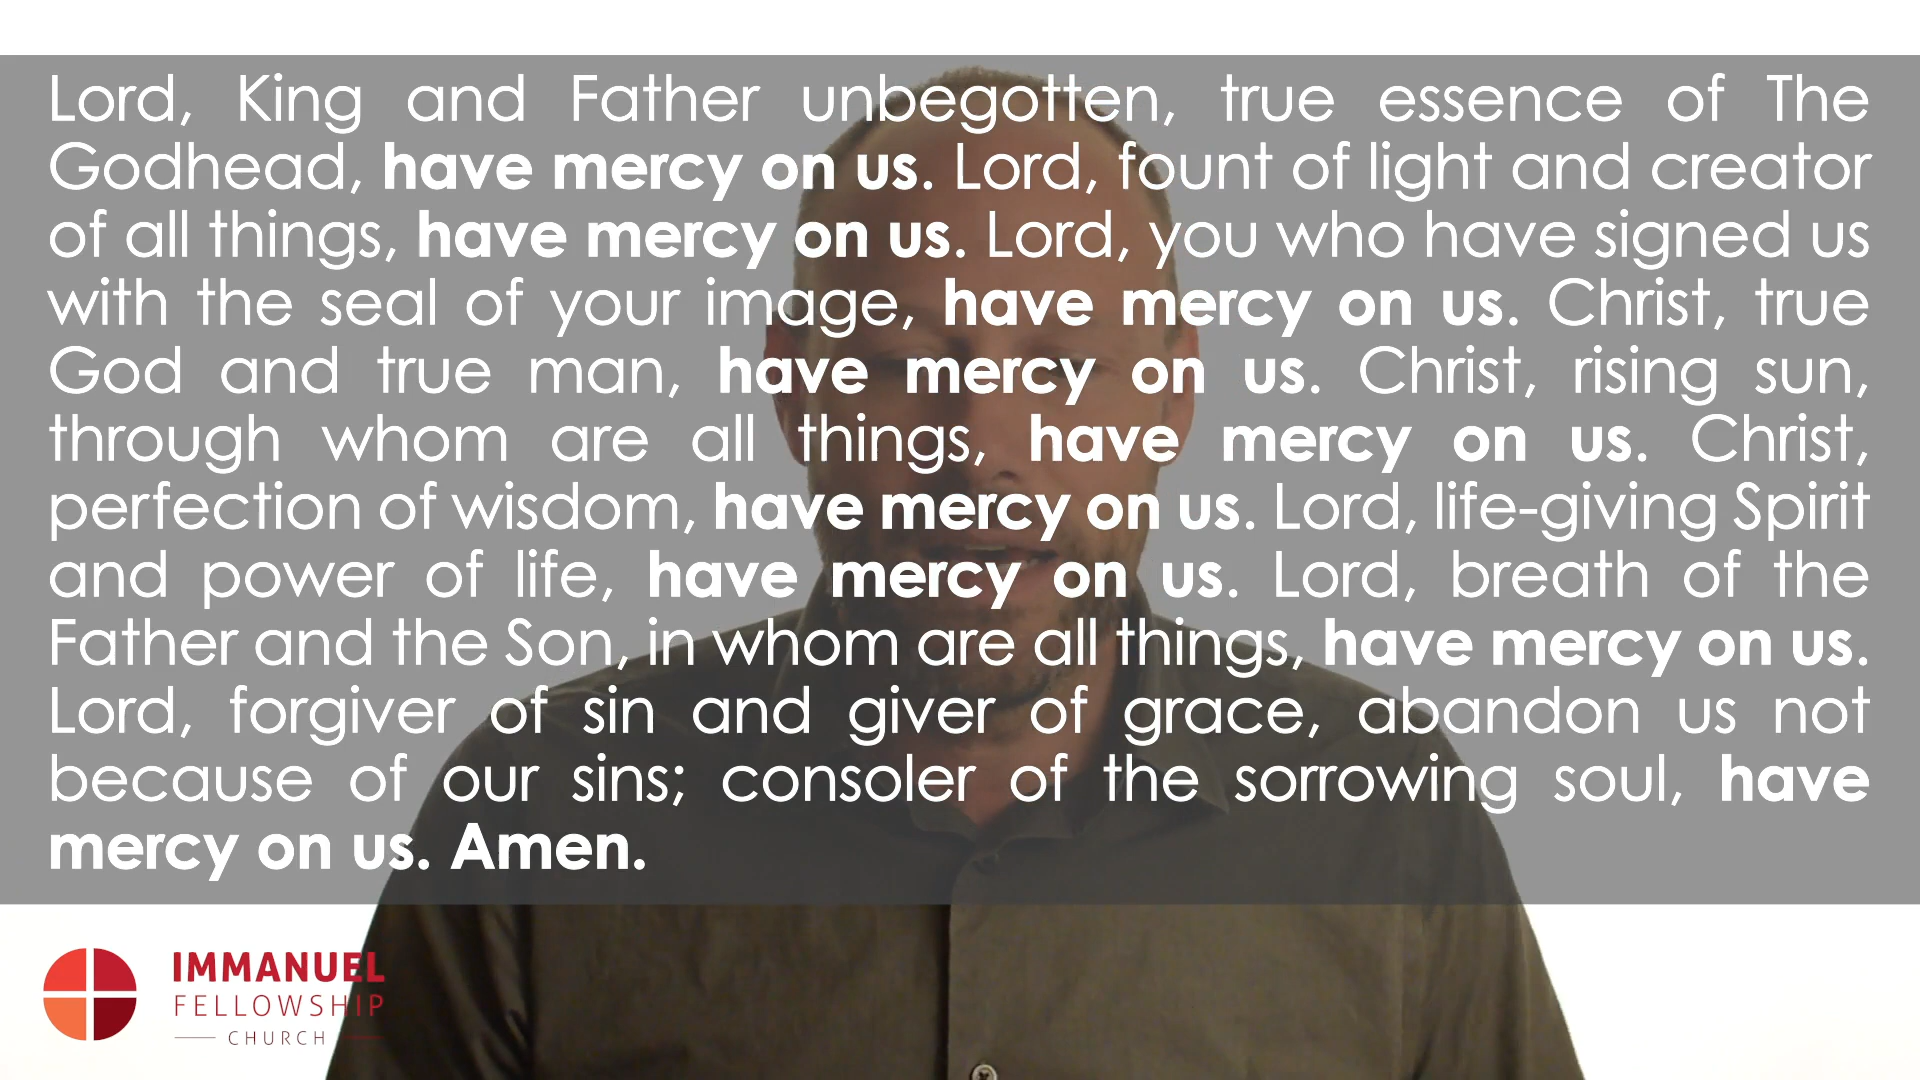 Lord, King and Father unbegotten, true essence of The
Godhead, have mercy on us. Lord, fount of light and creator
of all things, have mercy on us. Lord, you who have signed us
with the seal of your image, have mercy on us. Christ, true
God and true man, have mercy on us. Christ, rising sun,
through whom are all things, have mercy on us. Christ,
perfection of wisdom, have mercy on us. Lord, life-giving Spirit
and power of life, have mercy on us. Lord, breath of the
Father and the Son, in whom are all things, have mercy on us.
Lord, forgiver of sin and giver of grace, abandon us not
because of our sins; consoler of the sorrowing soul, have
mercy on us. Amen.
IMMANUEL
FELLOWSHIP
CHURCH